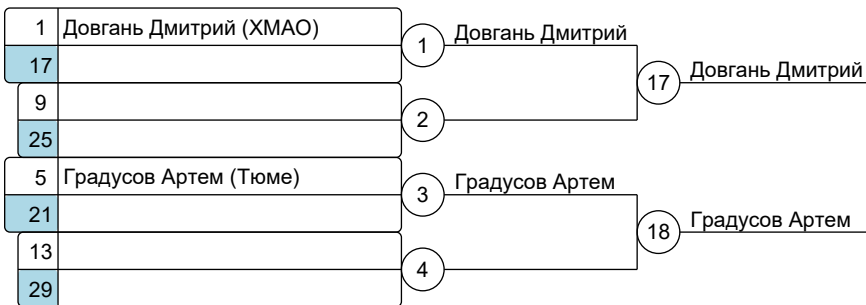 1 Довгань Дмитрий (ХМАО)
1 Довгань Дмитрий
17
17 Довгань Дмитрий
9
2
25
5 Градусов Артем (Тюме)
3 Градусов Артем
21
18 Градусов Артем
13
4
29